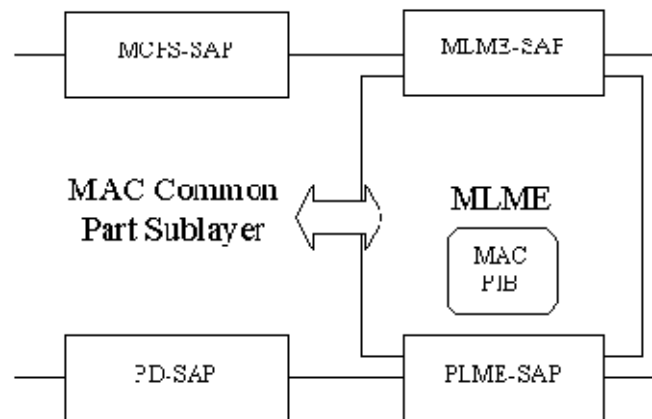 MCPS-SAP
MLME-SAP
MAC Common
Part Sublayer
MLME
MAC
PIB
PD-SAP
PLME-SAP